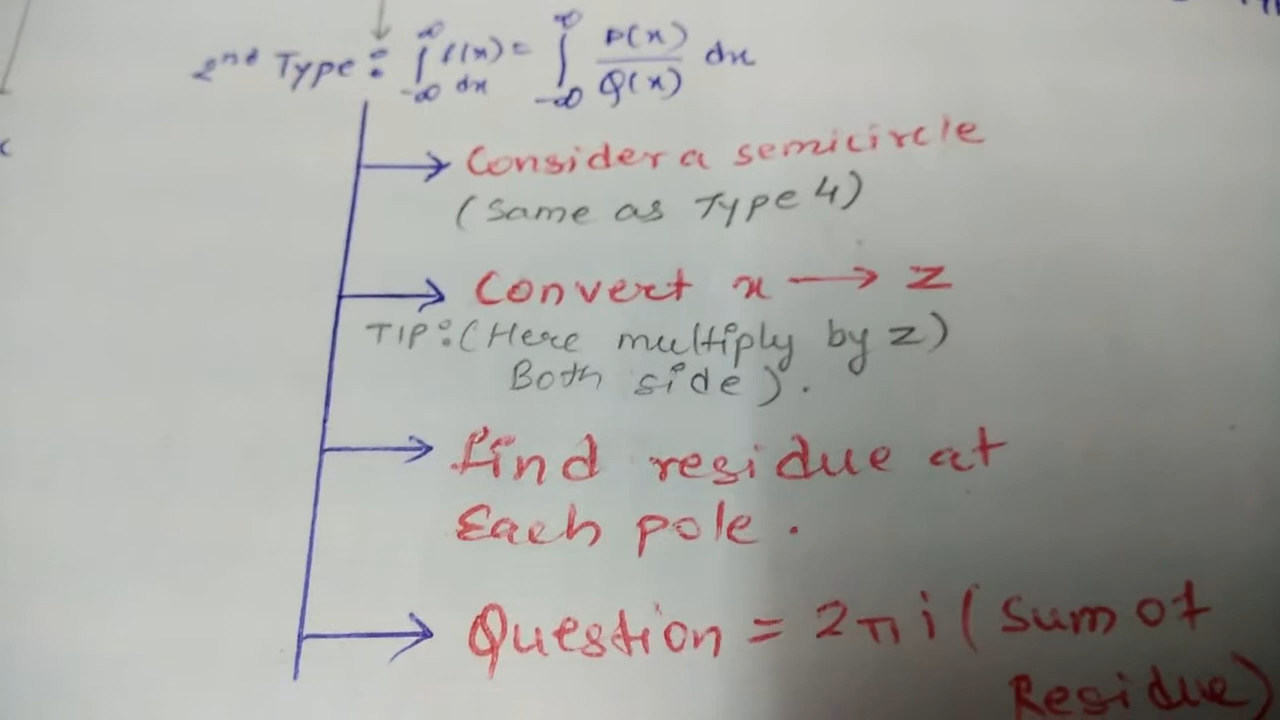 2nd Type: ∫_{-∞}^{∞} f(x) dx = ∫_{-∞}^{∞} P(x)/Q(x) dx
Consider a semicircle
(Same as Type 4)
Convert x → z
TIP: (Here multiply by z)
Both side).
find residue at
Each pole.
Question = 2πi (Sum of
Residue)